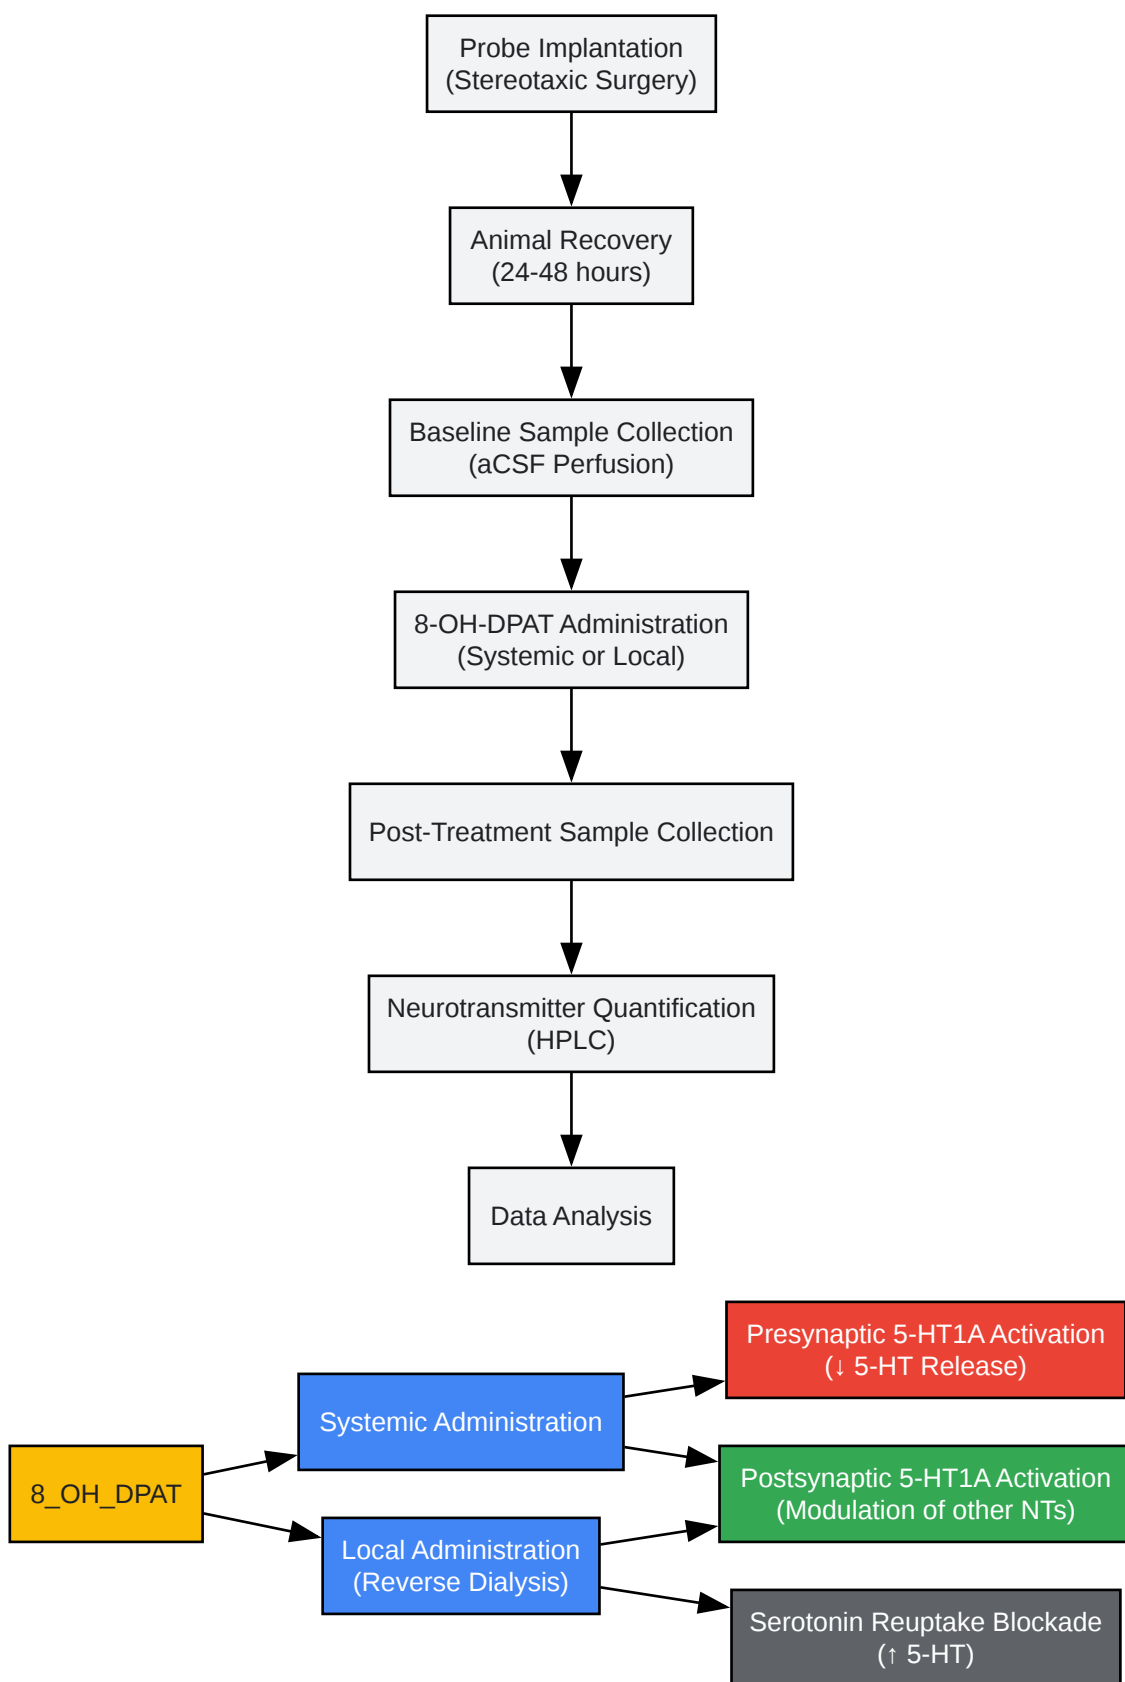 Probe Implantation
(Stereotaxic Surgery)
Animal Recovery
(24-48 hours)
Baseline Sample Collection
(aCSF Perfusion)
8-OH-DPAT Administration
(Systemic or Local)
Post-Treatment Sample Collection
Neurotransmitter Quantification
(HPLC)
Data Analysis
8_OH_DPAT
Systemic Administration
Local Administration
(Reverse Dialysis)
Presynaptic 5-HT1A Activation
(↓ 5-HT Release)
Postsynaptic 5-HT1A Activation
(Modulation of other NTs)
Serotonin Reuptake Blockade
(↑ 5-HT)